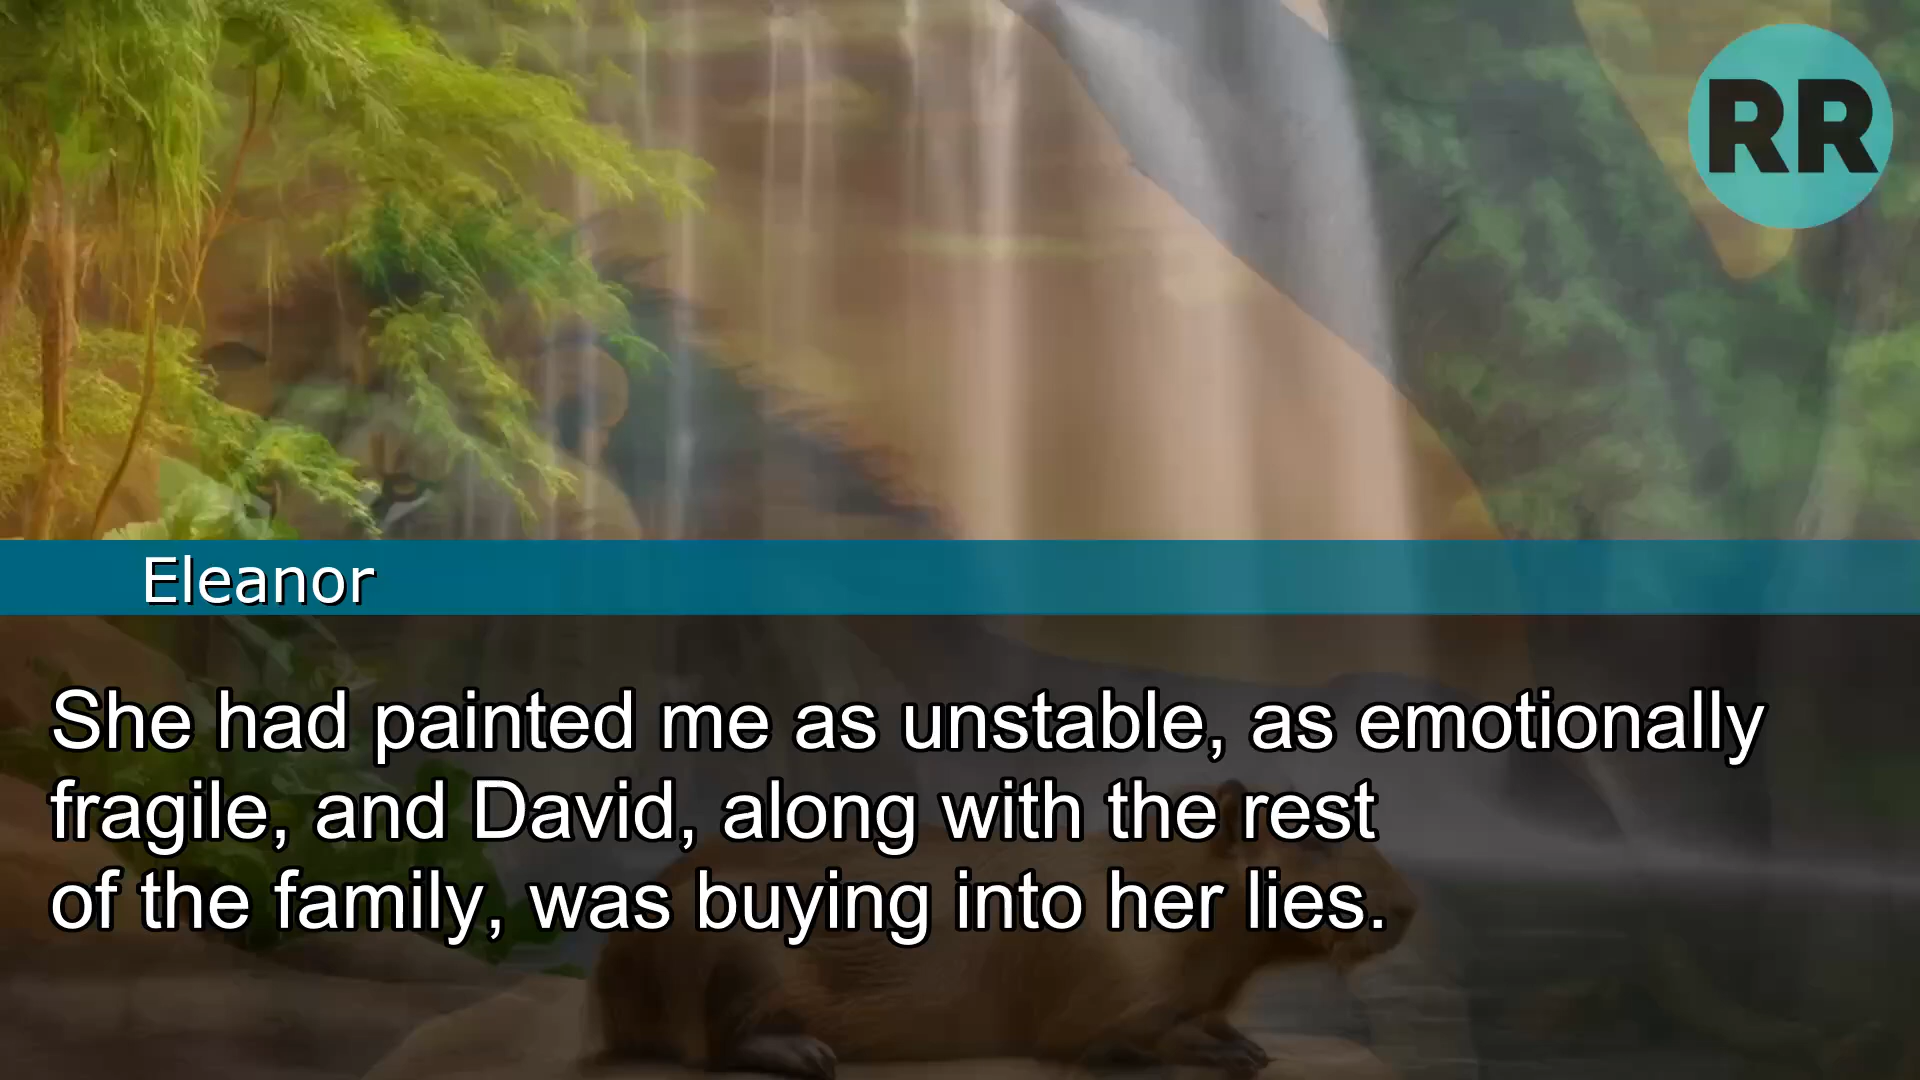 RR
Eleanor
She had painted me as unstable, as emotionally
fragile, and David, along with the rest
of the family, was buying into her lies.